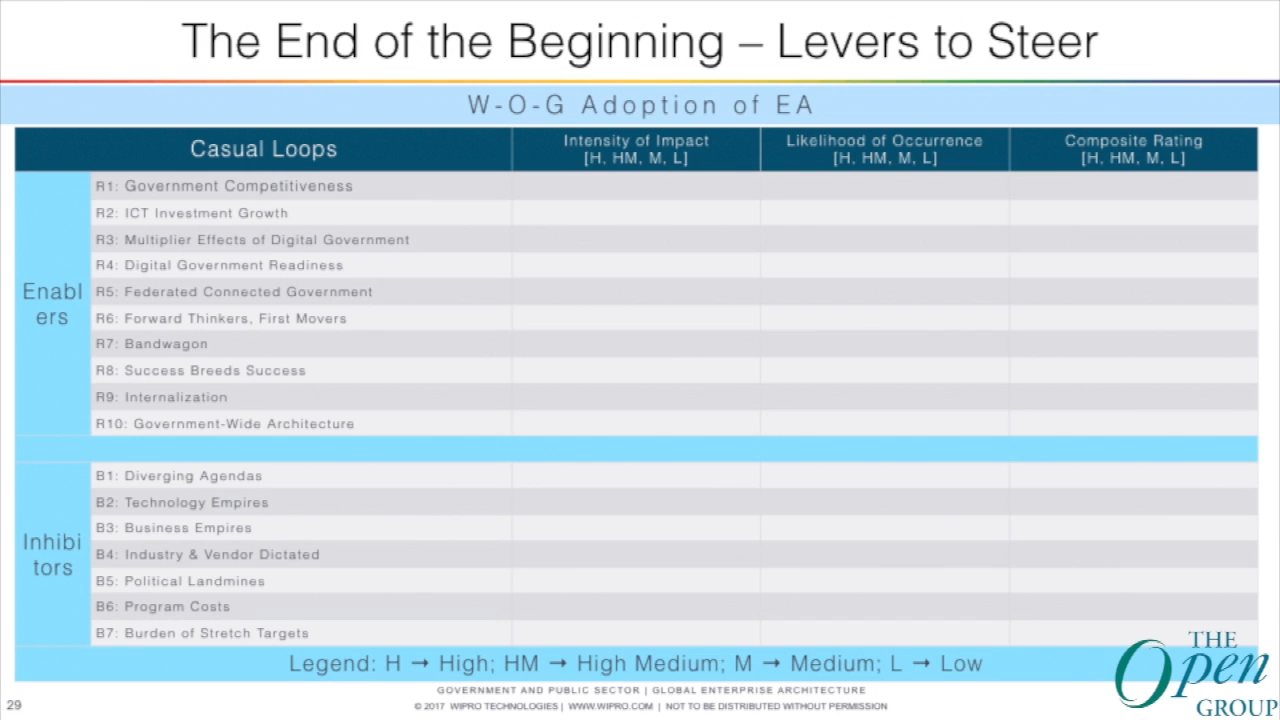 The End of the Beginning – Levers to Steer
W-O-G Adoption of EA
Casual Loops
Intensity of Impact
[H, HM, M, L]
Likelihood of Occurrence
[H, HM, M, L]
Composite Rating
[H, HM, M, L]
Enabl
ers
R1: Government Competitiveness
R2: ICT Investment Growth
R3: Multiplier Effects of Digital Government
R4: Digital Government Readiness
R5: Federated Connected Government
R6: Forward Thinkers, First Movers
R7: Bandwagon
R8: Success Breeds Success
R9: Internalization
R10: Government-Wide Architecture
Inhibi
tors
B1: Diverging Agendas
B2: Technology Empires
B3: Business Empires
B4: Industry & Vendor Dictated
B5: Political Landmines
B6: Program Costs
B7: Burden of Stretch Targets
Legend: H → High; HM → High Medium; M → Medium; L → Low
THE
Open
GROUP
GOVERNMENT AND PUBLIC SECTOR | GLOBAL ENTERPRISE ARCHITECTURE
© 2017 WIPRO TECHNOLOGIES | WWW.WIPRO.COM | NOT TO BE DISTRIBUTED WITHOUT PERMISSION
29